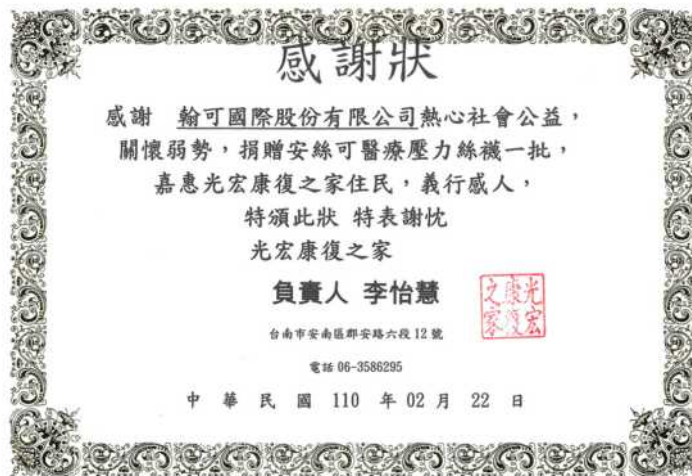 感謝狀
感謝 翰可國際股份有限公司熱心社會公益，
關懷弱勢，捐贈安絲可醫療壓力絲襪一批，
嘉惠光宏康復之家住民，義行感人，
特頒此狀 特表謝忱
光宏康復之家
負責人 李怡慧
光宏康復之家
台南市安南區郡安路六段12號
電話 06-3586295
中 華 民 國 110 年 02 月 22 日